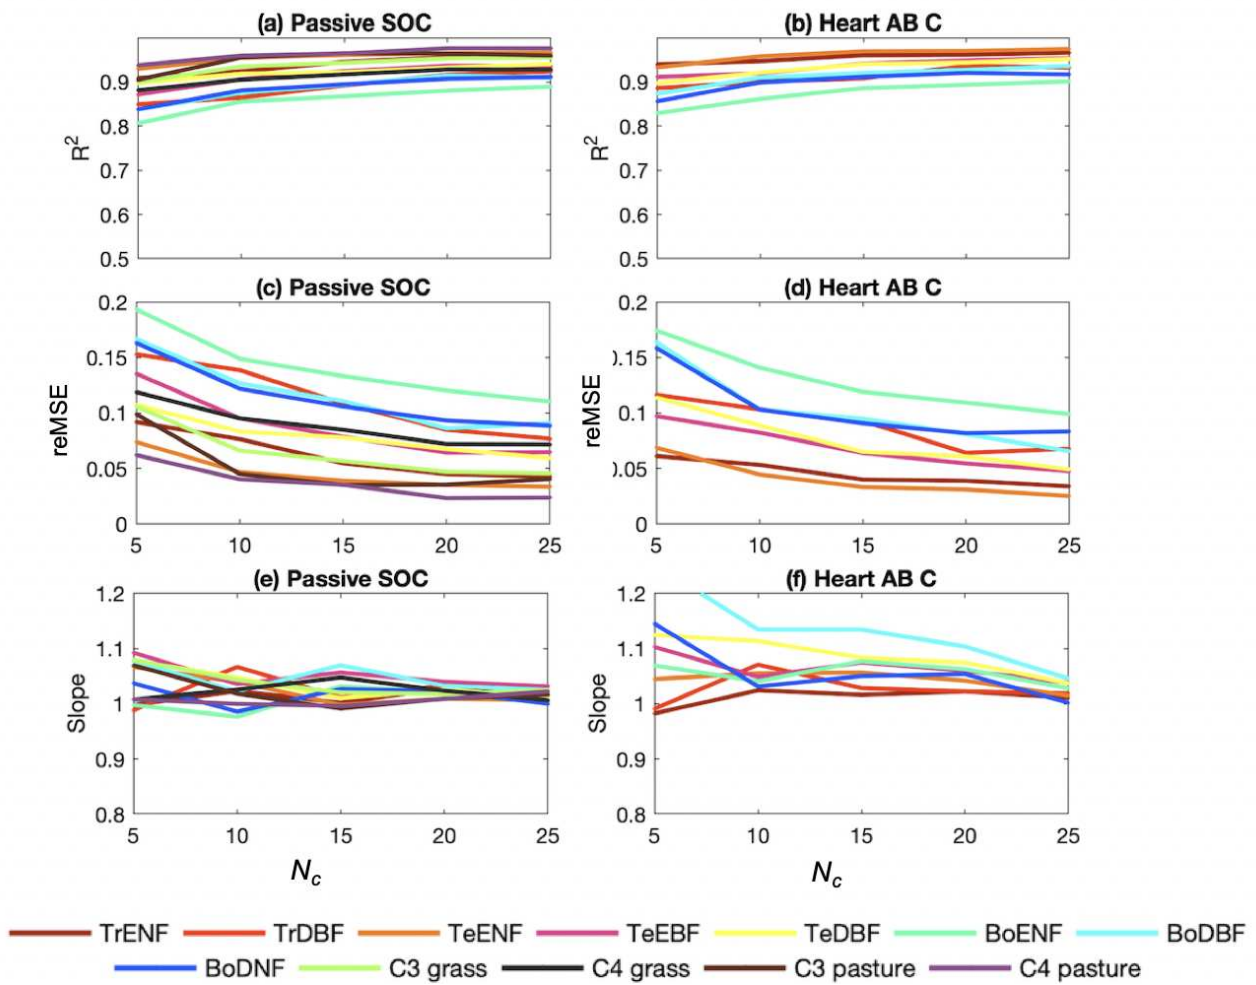 (a) Passive SOC
(b) Heart AB C
0.9
0.8
0.7
0.6
0.5
R2
0.9
0.8
0.7
0.6
0.5
R2
(c) Passive SOC
(d) Heart AB C
0.2
0.15
0.1
0.05
0
reMSE
5 10 15 20 25
0.2
0.15
0.1
).05
0
reMSE
5 10 15 20 25
(e) Passive SOC
(f) Heart AB C
1.2
1.1
1
0.9
0.8
Slope
5 10 15 20 25
Nc
1.2
1.1
1
0.9
0.8
Slope
5 10 15 20 25
Nc
TrENF TrDBF TeENF TeEBF TeDBF BoENF BoDBF
BoDNF C3 grass C4 grass C3 pasture C4 pasture